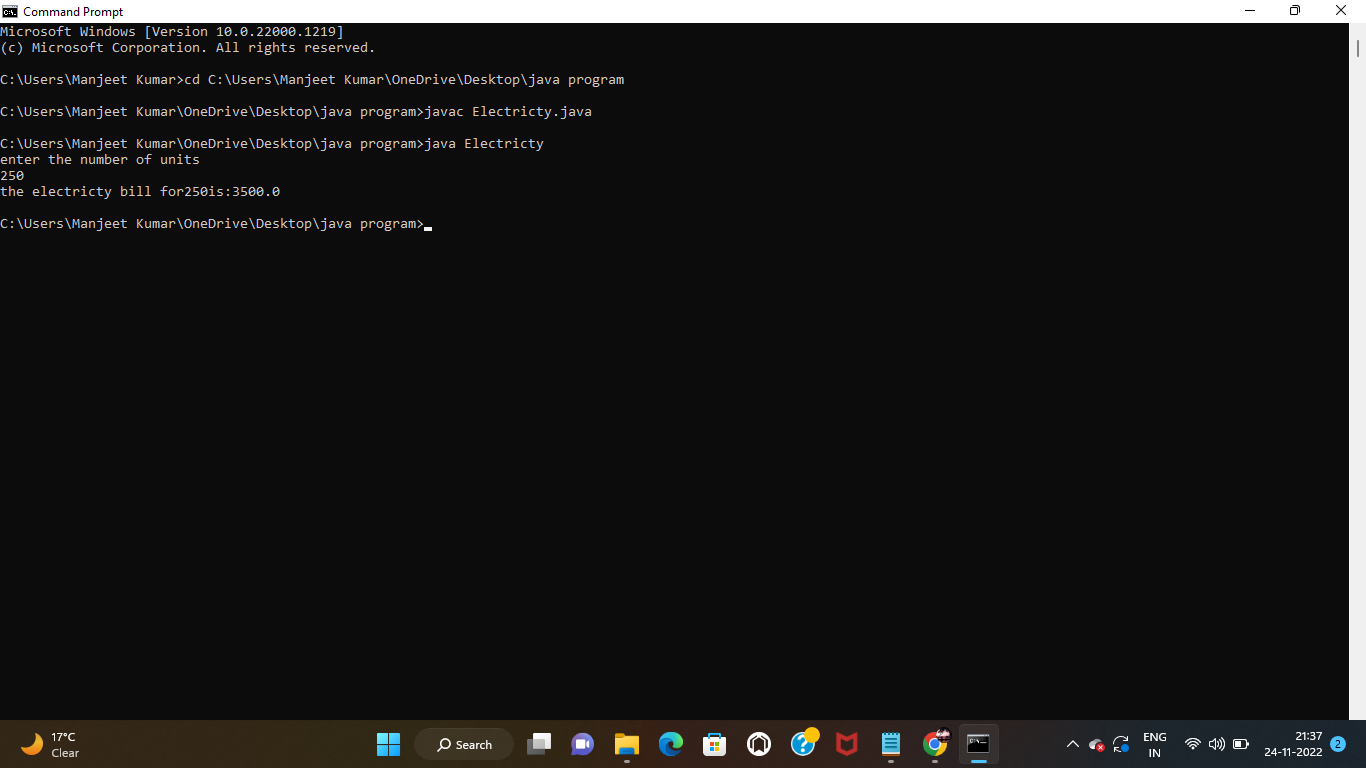 Command Prompt
Microsoft Windows [Version 10.0.22000.1219]
(c) Microsoft Corporation. All rights reserved.
C:\Users\Manjeet Kumar>cd C:\Users\Manjeet Kumar\OneDrive\Desktop\java program
C:\Users\Manjeet Kumar\OneDrive\Desktop\java program>javac Electricty.java
C:\Users\Manjeet Kumar\OneDrive\Desktop\java program>java Electricty
enter the number of units
250
the electricty bill for250is:3500.0
C:\Users\Manjeet Kumar\OneDrive\Desktop\java program>
17°C
Clear
Search
ENG
IN
21:37
24-11-2022
2